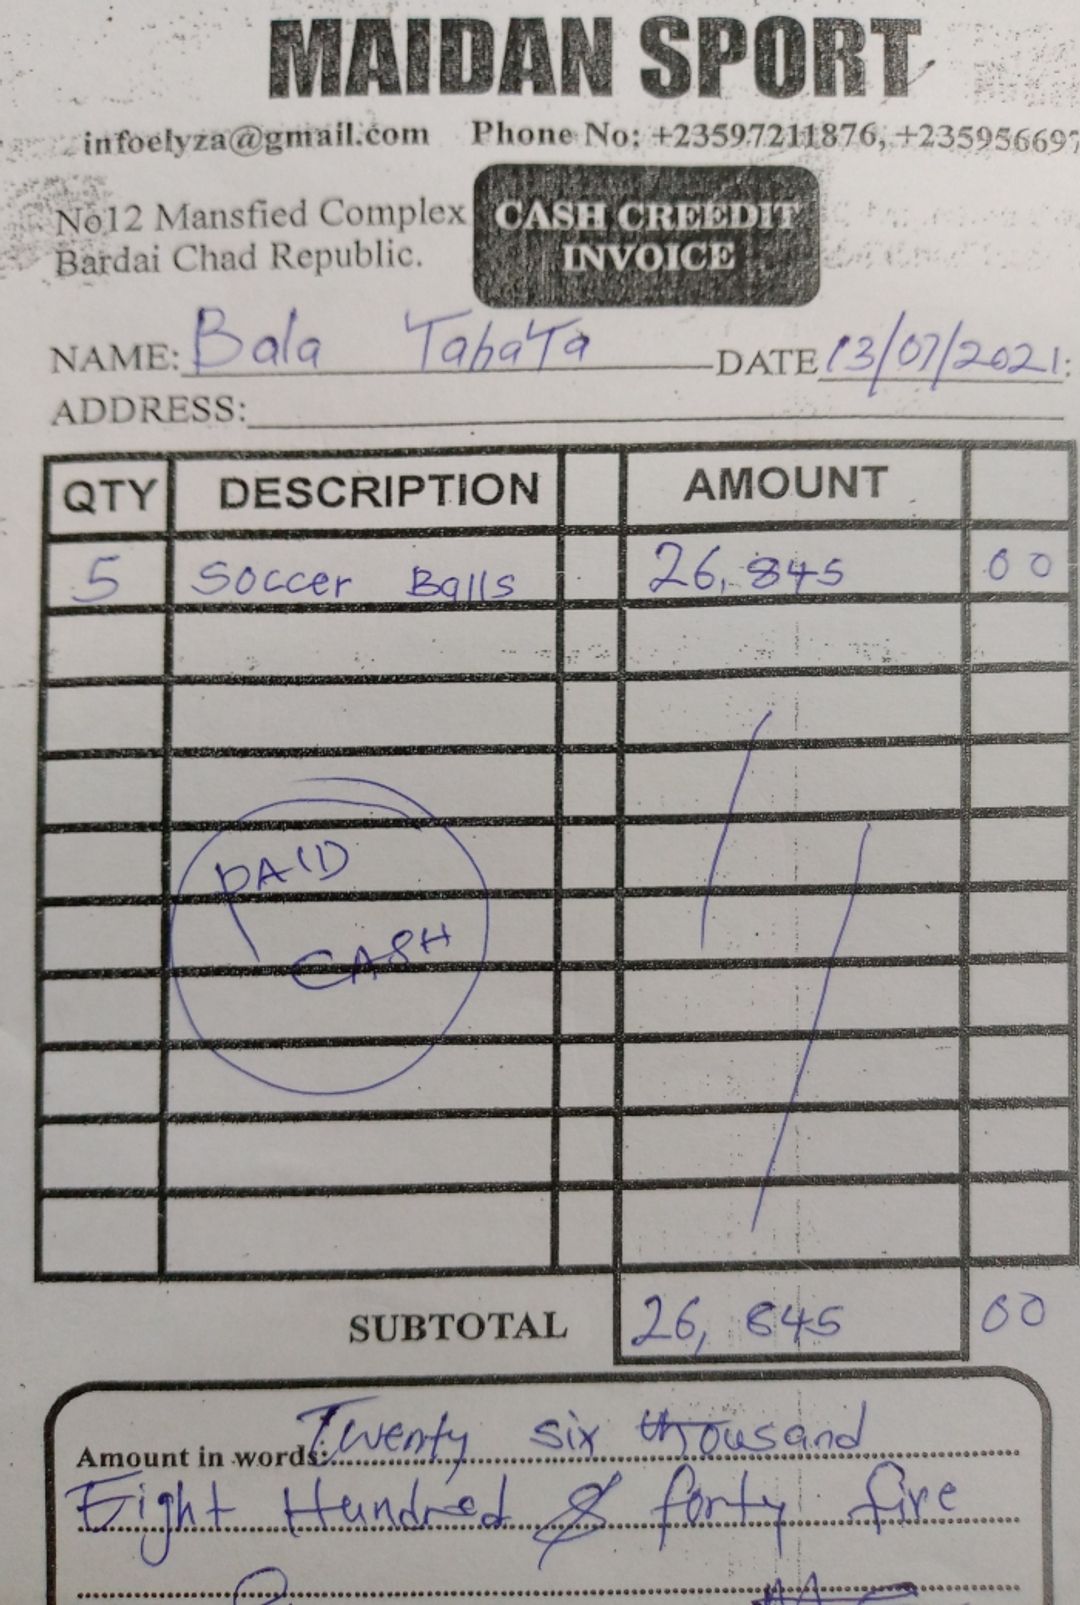 MAIDAN SPORT
infoelyza@gmail.com Phone No: +23597211876, +235956697
No12 Mansfied Complex
Bardai Chad Republic.
CASH CREEDIT
INVOICE
NAME: Bala TabaTa DATE 13/07/2021
ADDRESS:
QTY DESCRIPTION AMOUNT
5 Soccer Balls 26,845 00
PAID
CASH
SUBTOTAL 26,845 00
Amount in words: Twenty six thousand
Eight Hundred & forty five